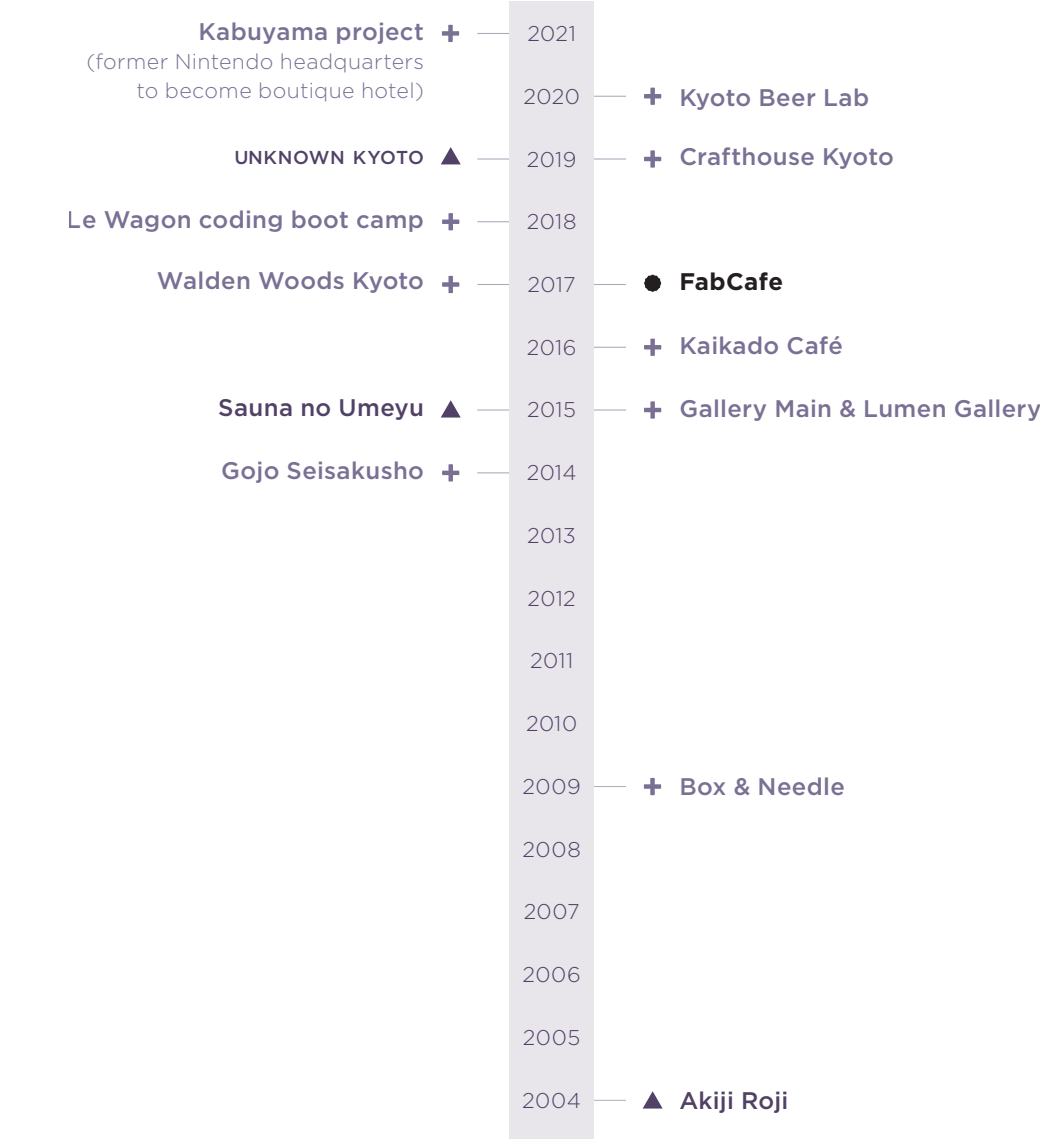 Kabuyama project
2021
(former Nintendo headquarters
to become boutique hotel)
2020
Kyoto Beer Lab
UNKNOWN KYOTO
2019
Crafthouse Kyoto
Le Wagon coding boot camp
2018
Walden Woods Kyoto
2017
FabCafe
2016
Kaikado Café
Sauna no Umeyu
2015
Gallery Main & Lumen Gallery
Gojo Seisakusho
2014
2013
2012
2011
2010
2009
Box & Needle
2008
2007
2006
2005
2004
Akiji Roji